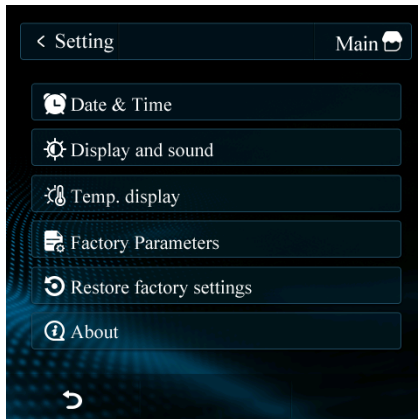 < Setting Main
Date & Time
Display and sound
Temp. display
Factory Parameters
Restore factory settings
About